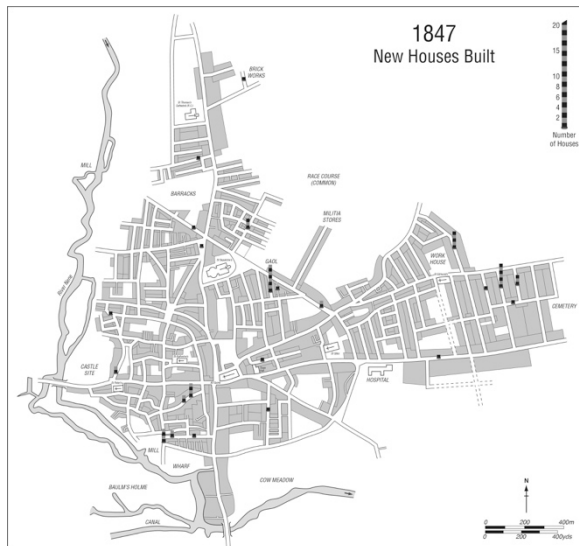 1847
New Houses Built
20
15
10
8
6
4
2
Number
of Houses
BRICK
WORKS
MILL
RACE COURSE
(COMMON)
BARRACKS
MILITIA
STORES
GAOL
WORK
HOUSE
River Nene
CEMETERY
CASTLE
SITE
HOSPITAL
MILL
WHARF
COW MEADOW
BAULM'S HOLME
CANAL
N
0 200 400m
0 200 400yds